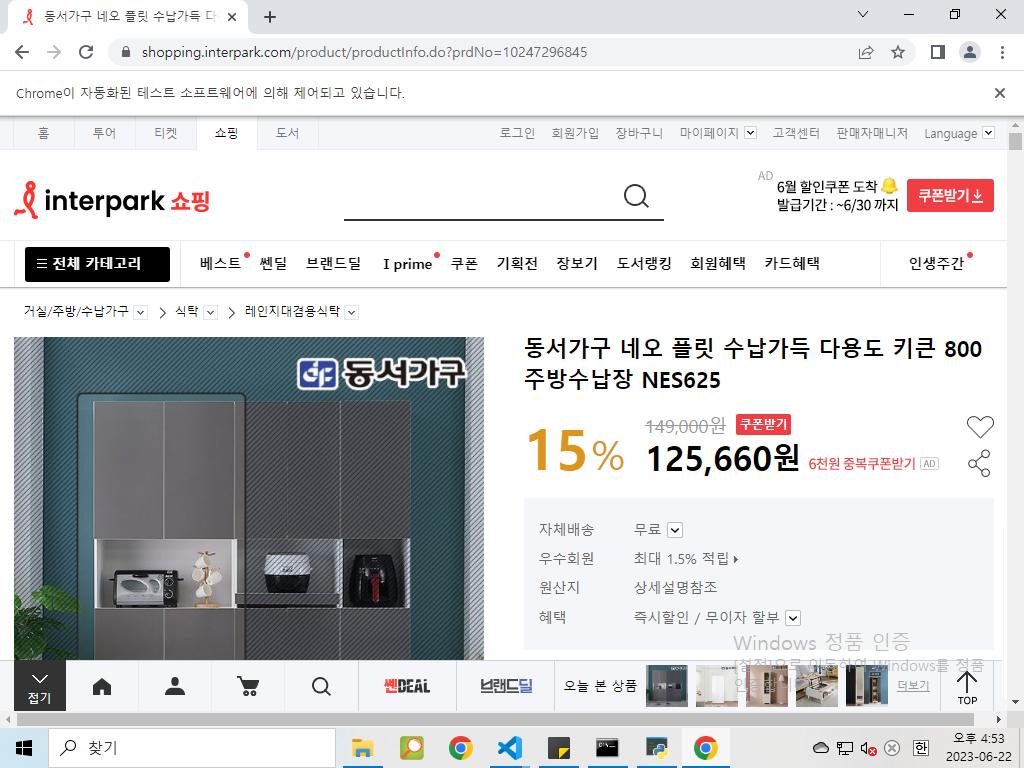 동서가구 네오 플릿 수납가득 다
shopping.interpark.com/product/productInfo.do?prdNo=10247296845
Chrome이 자동화된 테스트 소프트웨어에 의해 제어되고 있습니다.
홈 투어 티켓 쇼핑 도서 로그인 회원가입 장바구니 마이페이지 고객센터 판매자매니저 Language
interpark 쇼핑
AD
6월 할인쿠폰 도착
발급기간 : ~6/30 까지
쿠폰받기
전체 카테고리 베스트 쎈딜 브랜드딜 I prime 쿠폰 기획전 장보기 도서랭킹 회원혜택 카드혜택 인생주간
거실/주방/수납가구 식탁 레인지대겸용식탁
동서가구
동서가구 네오 플릿 수납가득 다용도 키큰 800
주방수납장 NES625
15%
149,000원 쿠폰받기
125,660원 6천원 중복쿠폰받기 AD
자체배송 무료
우수회원 최대 1.5% 적립
원산지 상세설명참조
혜택 즉시할인 / 무이자 할부
Windows 정품 인증
[설정]으로 이동하여 Windows를 정품
접기
쎈DEAL 브랜드딜 오늘 본 상품 더보기 TOP
찾기
한
오후 4:53
2023-06-22